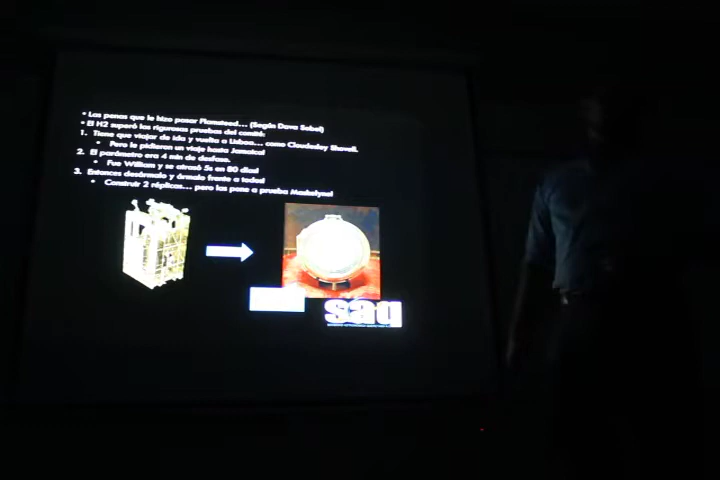 • Las penas que le hizo pasar Flamsteed... (Según Dava Sobel)
• El H2 superó las rigurosas pruebas del comité:
1. Tiene que viajar de ida y vuelta a Lisboa... como Cloudesley Shovell.
• Pero le pidieron un viaje hasta Jamaica!
2. El parámetro era 4 min de desfase.
• Fue William y se atrasó 5s en 80 días!
3. Entonces desármalo y ármalo frente a todos!
• Construir 2 réplicas... pero las pone a prueba Maskelyne!
saq